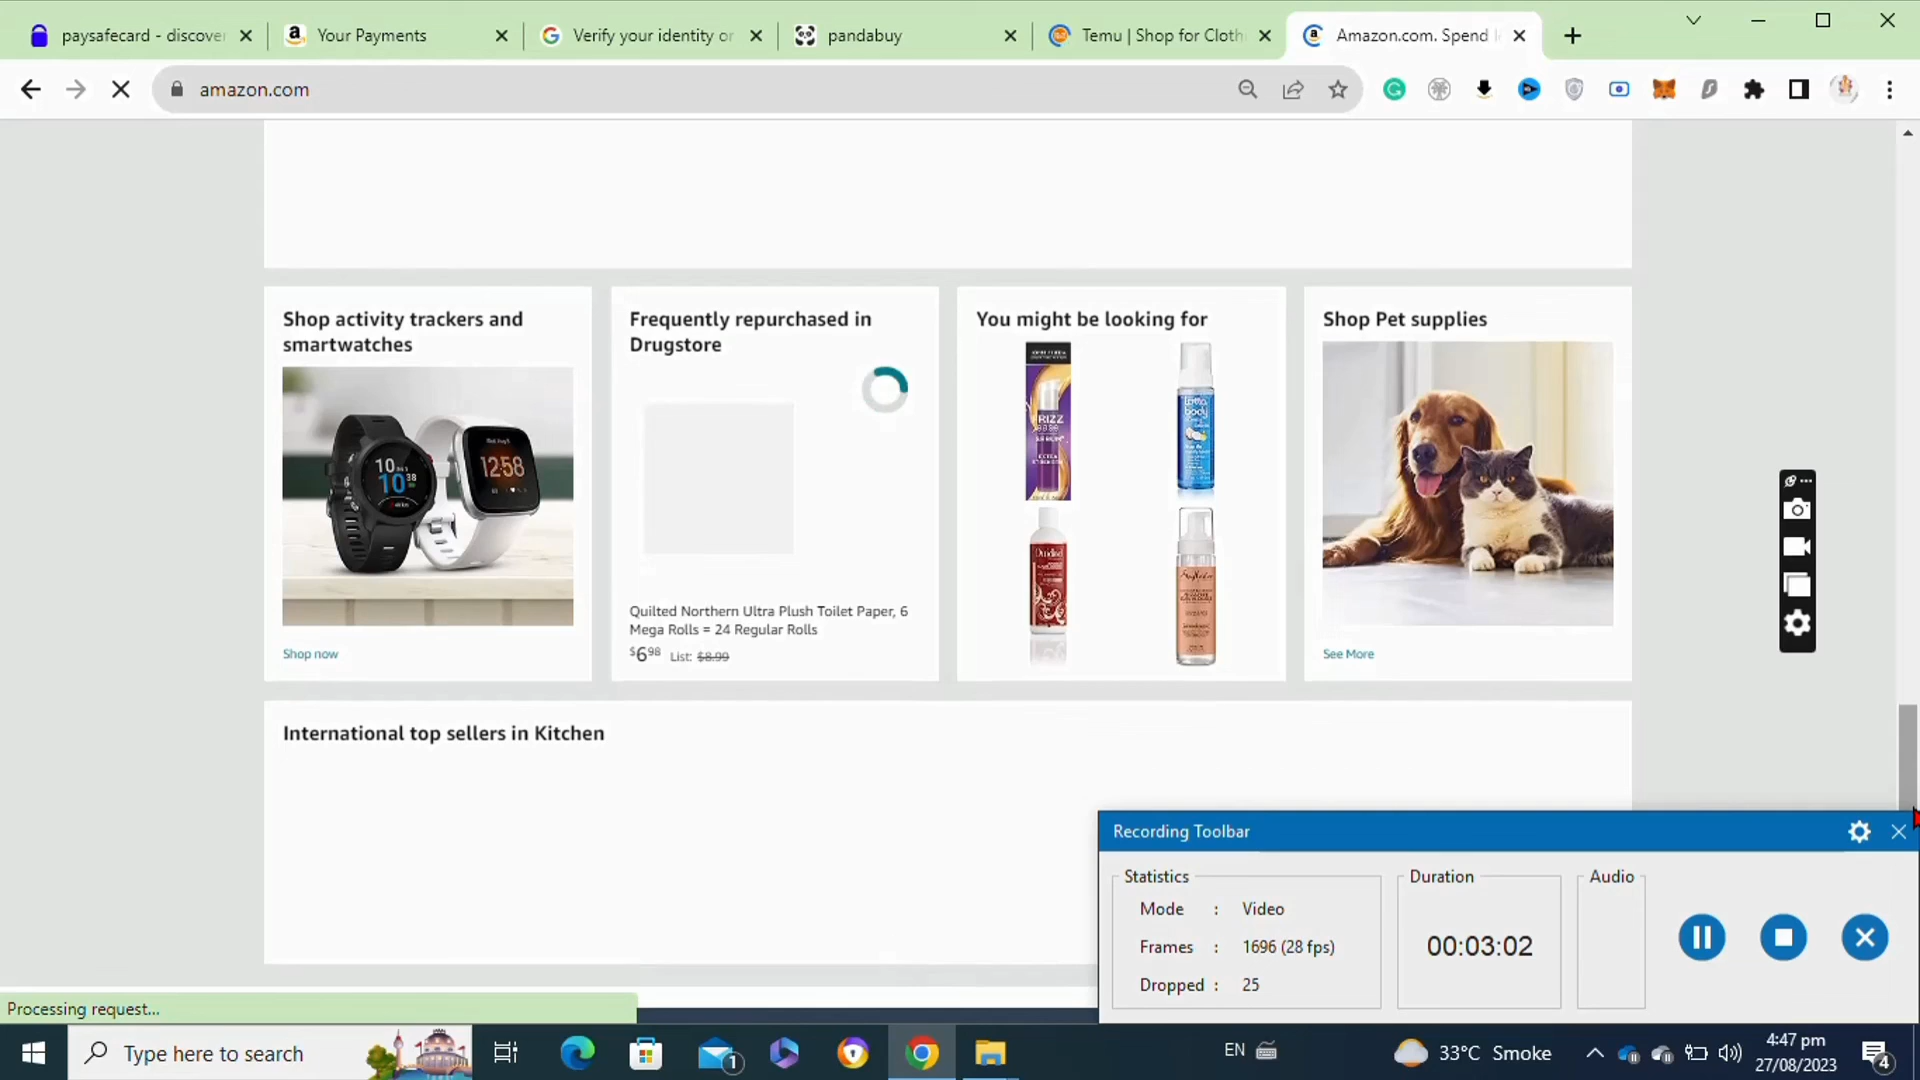 paysafecard - discover
Your Payments
Verify your identity or
pandabuy
Temu | Shop for Cloth
Amazon.com. Spend l
amazon.com
Shop activity trackers and
smartwatches
Shop now
Frequently repurchased in
Drugstore
Quilted Northern Ultra Plush Toilet Paper, 6
Mega Rolls = 24 Regular Rolls
$698 List: $8.99
You might be looking for
Shop Pet supplies
See More
International top sellers in Kitchen
Recording Toolbar
Statistics
Mode : Video
Frames : 1696 (28 fps)
Dropped : 25
Duration
00:03:02
Audio
Processing request...
Type here to search
1
EN
33°C Smoke
4:47 pm
27/08/2023
4